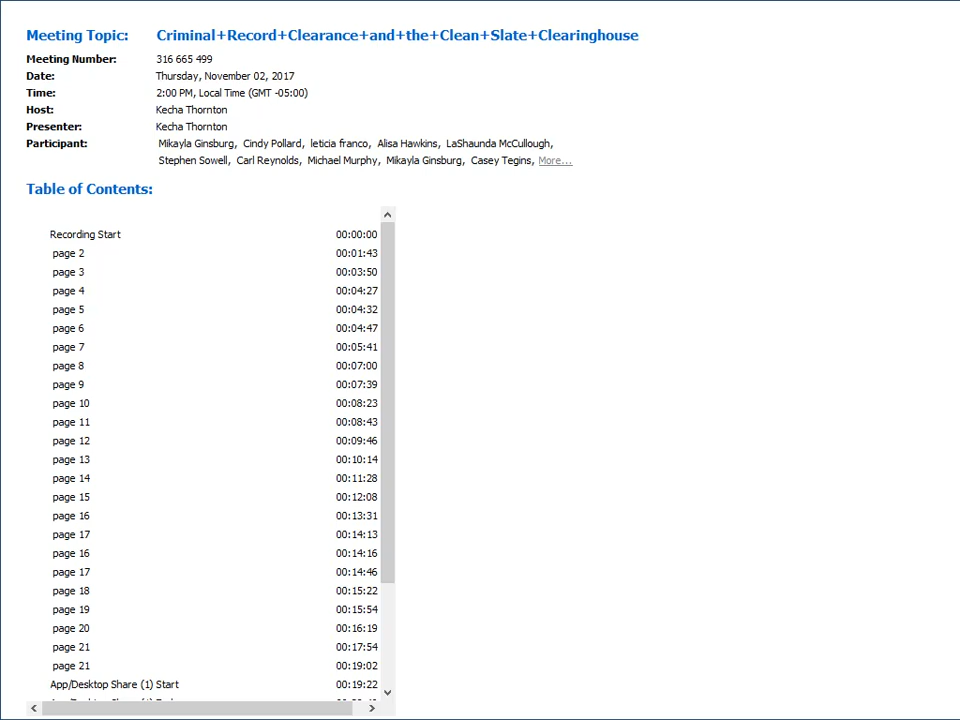 Meeting Topic: Criminal+Record+Clearance+and+the+Clean+Slate+Clearinghouse
Meeting Number: 316 665 499
Date: Thursday, November 02, 2017
Time: 2:00 PM, Local Time (GMT -05:00)
Host: Kecha Thornton
Presenter: Kecha Thornton
Participant: Mikayla Ginsburg, Cindy Pollard, leticia franco, Alisa Hawkins, LaShaunda McCullough,
Stephen Sowell, Carl Reynolds, Michael Murphy, Mikayla Ginsburg, Casey Tegins, More...
Table of Contents:
Recording Start 00:00:00
page 2 00:01:43
page 3 00:03:50
page 4 00:04:27
page 5 00:04:32
page 6 00:04:47
page 7 00:05:41
page 8 00:07:00
page 9 00:07:39
page 10 00:08:23
page 11 00:08:43
page 12 00:09:46
page 13 00:10:14
page 14 00:11:28
page 15 00:12:08
page 16 00:13:31
page 17 00:14:13
page 16 00:14:16
page 17 00:14:46
page 18 00:15:22
page 19 00:15:54
page 20 00:16:19
page 21 00:17:54
page 21 00:19:02
App/Desktop Share (1) Start 00:19:22